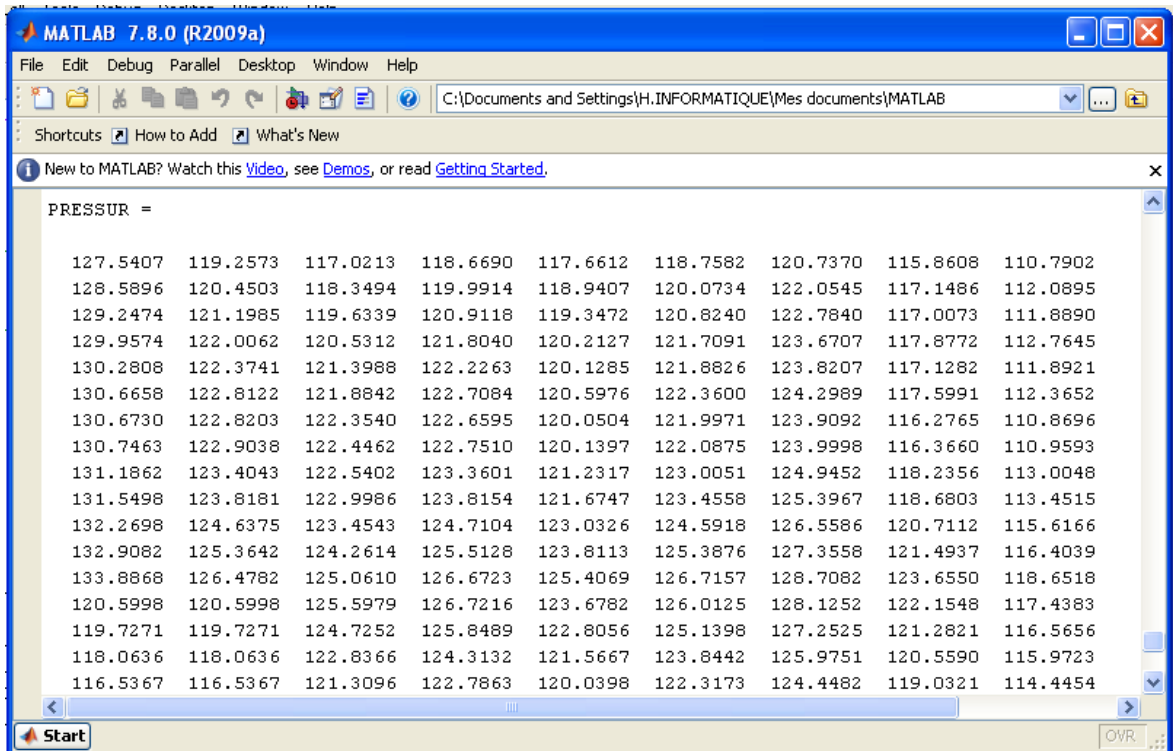 MATLAB 7.8.0 (R2009a)
File Edit Debug Parallel Desktop Window Help
C:\Documents and Settings\H.INFORMATIQUE\Mes documents\MATLAB ...
Shortcuts How to Add What's New
New to MATLAB? Watch this Video, see Demos, or read Getting Started.
PRESSUR =
127.5407 119.2573 117.0213 118.6690 117.6612 118.7582 120.7370 115.8608 110.7902
128.5896 120.4503 118.3494 119.9914 118.9407 120.0734 122.0545 117.1486 112.0895
129.2474 121.1985 119.6339 120.9118 119.3472 120.8240 122.7840 117.0073 111.8890
129.9574 122.0062 120.5312 121.8040 120.2127 121.7091 123.6707 117.8772 112.7645
130.2808 122.3741 121.3988 122.2263 120.1285 121.8826 123.8207 117.1282 111.8921
130.6658 122.8122 121.8842 122.7084 120.5976 122.3600 124.2989 117.5991 112.3652
130.6730 122.8203 122.3540 122.6595 120.0504 121.9971 123.9092 116.2765 110.8696
130.7463 122.9038 122.4462 122.7510 120.1397 122.0875 123.9998 116.3660 110.9593
131.1862 123.4043 122.5402 123.3601 121.2317 123.0051 124.9452 118.2356 113.0048
131.5498 123.8181 122.9986 123.8154 121.6747 123.4558 125.3967 118.6803 113.4515
132.2698 124.6375 123.4543 124.7104 123.0326 124.5918 126.5586 120.7112 115.6166
132.9082 125.3642 124.2614 125.5128 123.8113 125.3876 127.3558 121.4937 116.4039
133.8868 126.4782 125.0610 126.6723 125.4069 126.7157 128.7082 123.6550 118.6518
120.5998 120.5998 125.5979 126.7216 123.6782 126.0125 128.1252 122.1548 117.4383
119.7271 119.7271 124.7252 125.8489 122.8056 125.1398 127.2525 121.2821 116.5656
118.0636 118.0636 122.8366 124.3132 121.5667 123.8442 125.9751 120.5590 115.9723
116.5367 116.5367 121.3096 122.7863 120.0398 122.3173 124.4482 119.0321 114.4454
Start OVR